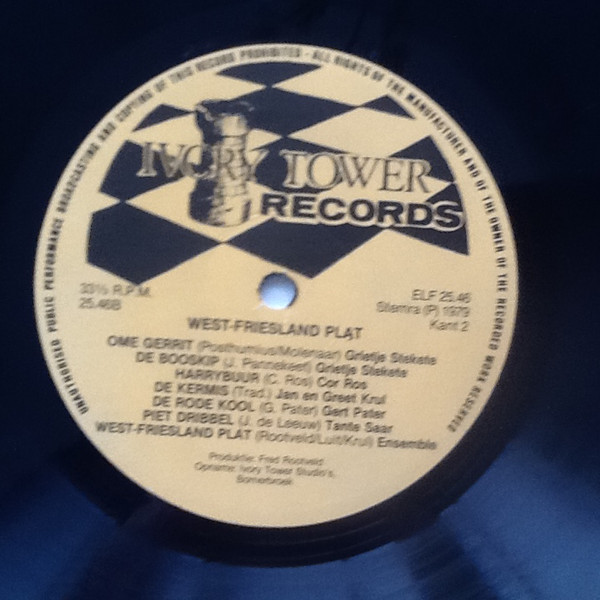 UNAUTHORISED PUBLIC PERFORMANCE BROADCASTING AND COPYING OF THIS RECORD PROHIBITED - ALL RIGHTS OF THE MANUFACTURER AND OF THE OWNER OF THE RECORDED WORK RESERVED
IVORY TOWER
RECORDS
33⅓ R.P.M.
25.46B
ELF 25.46
Stemra (P) 1979
Kant 2
WEST-FRIESLAND PLAT
OME GERRIT (Posthumius/Molenaar) Grietje Stekete
DE BOOSKIP (J. Pannekeet) Grietje Stekete
HARRYBUUR (C. Ros) Cor Ros
DE KERMIS (Trad.) Jan en Greet Krul
DE RODE KOOL (G. Pater) Gert Pater
PIET DRIBBEL (J. de Leeuw) Tante Saar
WEST-FRIESLAND PLAT (Rootveld/Luit/Krul) Ensemble
Produktie: Fred Rootveld
Opname: Ivory Tower Studio's,
Bornerbroek